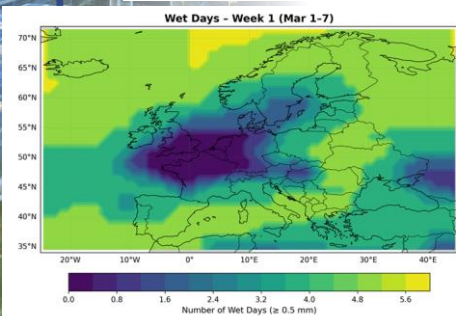 Wet Days – Week 1 (Mar 1–7)
70°N
65°N
60°N
55°N
50°N
45°N
40°N
35°N
20°W 10°W 0° 10°E 20°E 30°E 40°E
0.0 0.8 1.6 2.4 3.2 4.0 4.8 5.6
Number of Wet Days (≥ 0.5 mm)